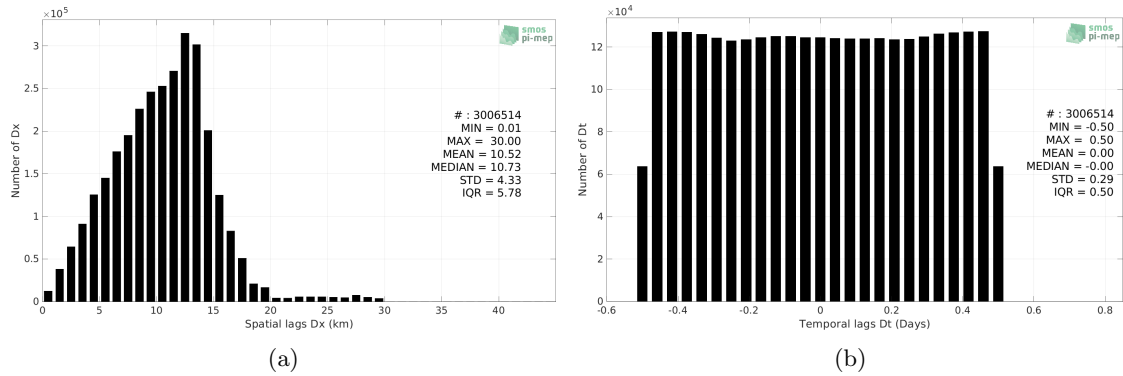 ×10⁵
smos
pi-mep
3
2.5
2
1.5
1
0.5
0
Number of Dx
# : 3006514
MIN = 0.01
MAX = 30.00
MEAN = 10.52
MEDIAN = 10.73
STD = 4.33
IQR = 5.78
0 5 10 15 20 25 30 35 40
Spatial lags Dx (km)
(a)
×10⁴
smos
pi-mep
12
10
8
6
4
2
0
Number of Dt
# : 3006514
MIN = -0.50
MAX = 0.50
MEAN = 0.00
MEDIAN = -0.00
STD = 0.29
IQR = 0.50
-0.6 -0.4 -0.2 0 0.2 0.4 0.6 0.8
Temporal lags Dt (Days)
(b)